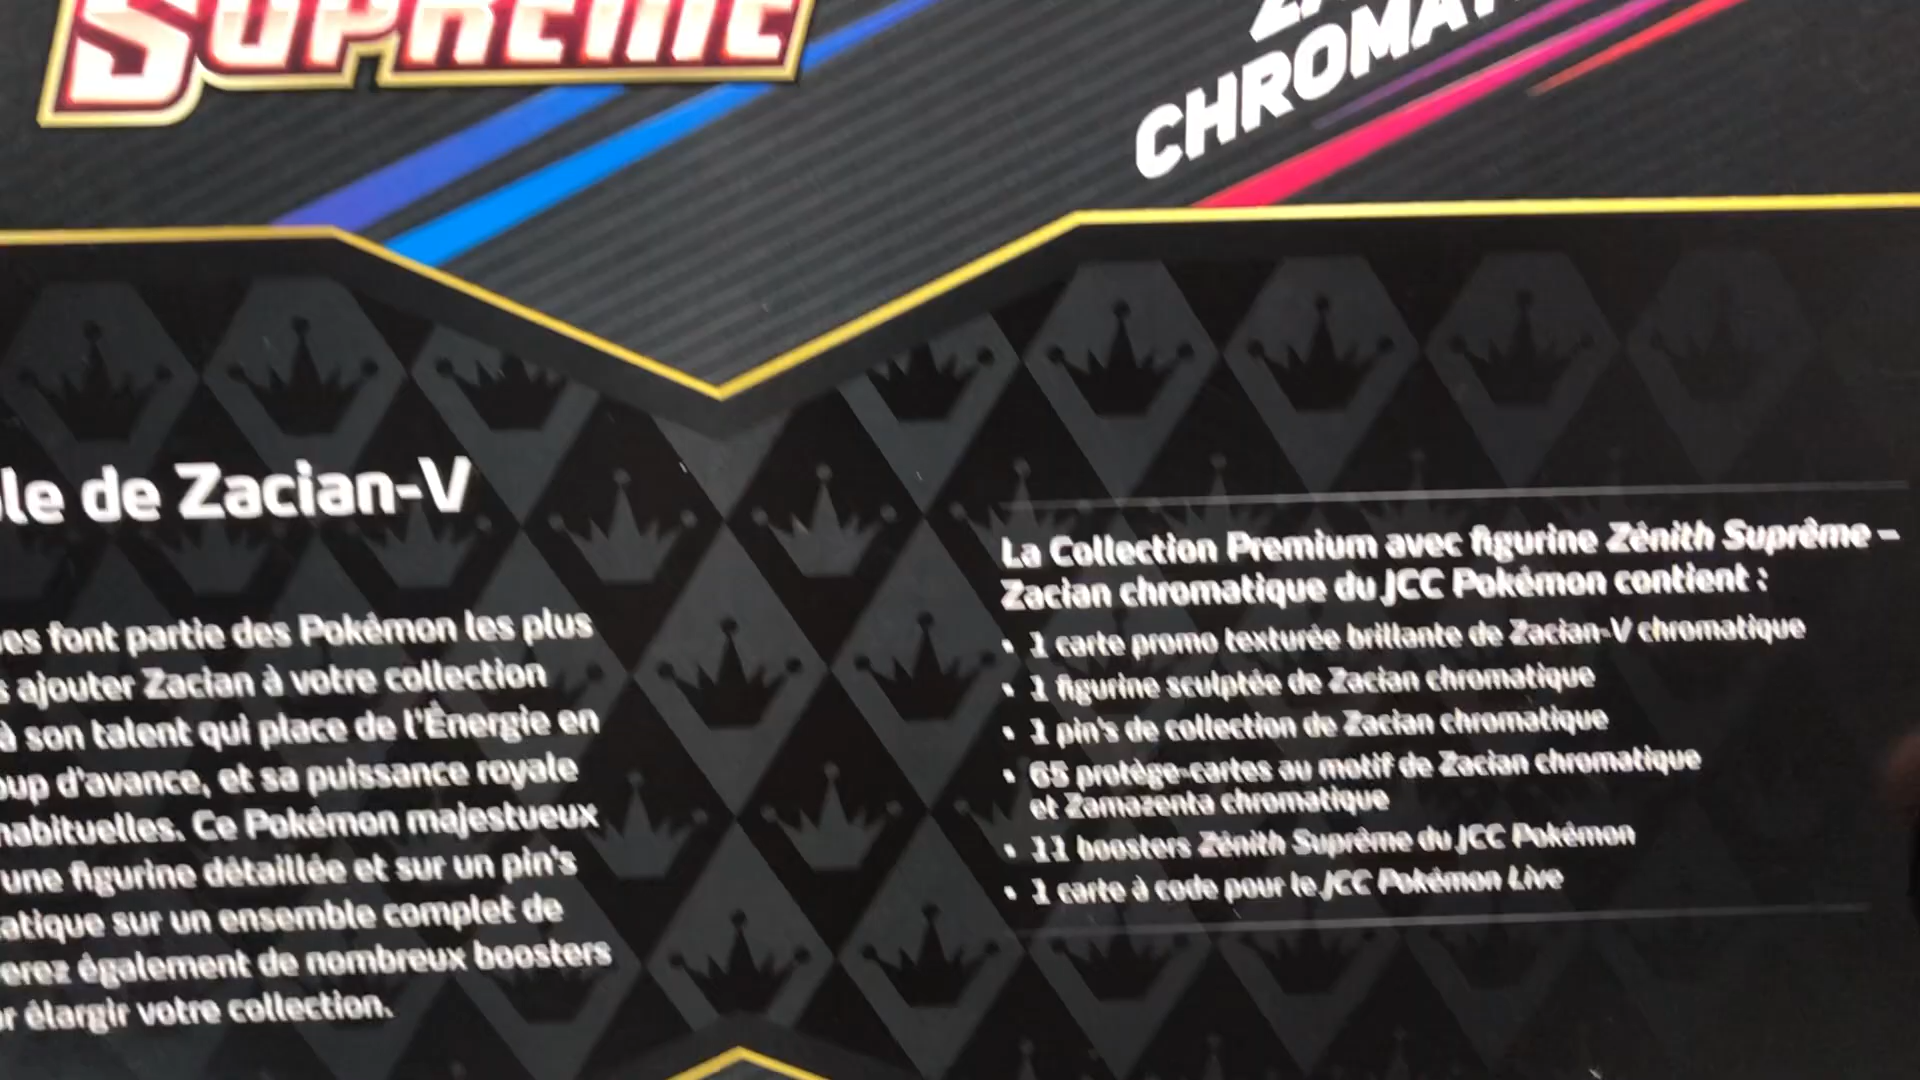 SUPRÊME
CHROMAT
le de Zacian-V
es font partie des Pokémon les plus
s ajouter Zacian à votre collection
à son talent qui place de l'Énergie en
oup d'avance, et sa puissance royale
habituelles. Ce Pokémon majestueux
une figurine détaillée et sur un pin's
atique sur un ensemble complet de
erez également de nombreux boosters
r élargir votre collection.
La Collection Premium avec figurine Zénith Suprême –
Zacian chromatique du JCC Pokémon contient :
• 1 carte promo texturée brillante de Zacian-V chromatique
• 1 figurine sculptée de Zacian chromatique
• 1 pin's de collection de Zacian chromatique
• 65 protège-cartes au motif de Zacian chromatique
et Zamazenta chromatique
• 11 boosters Zénith Suprême du JCC Pokémon
• 1 carte à code pour le JCC Pokémon Live